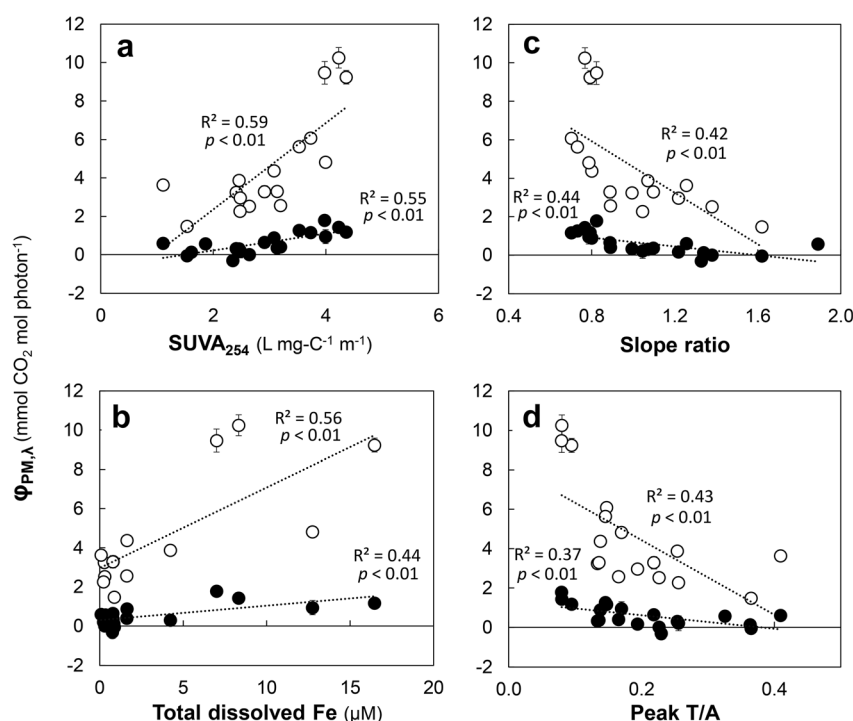 a
12
10
8
6
4
2
0
-2
R² = 0.59
p < 0.01
R² = 0.55
p < 0.01
0
2
4
6
SUVA₂₅₄ (L mg-C⁻¹ m⁻¹)
c
12
10
8
6
4
2
0
-2
R² = 0.42
p < 0.01
R² = 0.44
p < 0.01
0.4
0.8
1.2
1.6
2.0
Slope ratio
φPM,λ (mmol CO₂ mol photon⁻¹)
b
12
10
8
6
4
2
0
-2
R² = 0.56
p < 0.01
R² = 0.44
p < 0.01
0
5
10
15
20
Total dissolved Fe (µM)
d
12
10
8
6
4
2
0
-2
R² = 0.43
p < 0.01
R² = 0.37
p < 0.01
0.0
0.2
0.4
Peak T/A